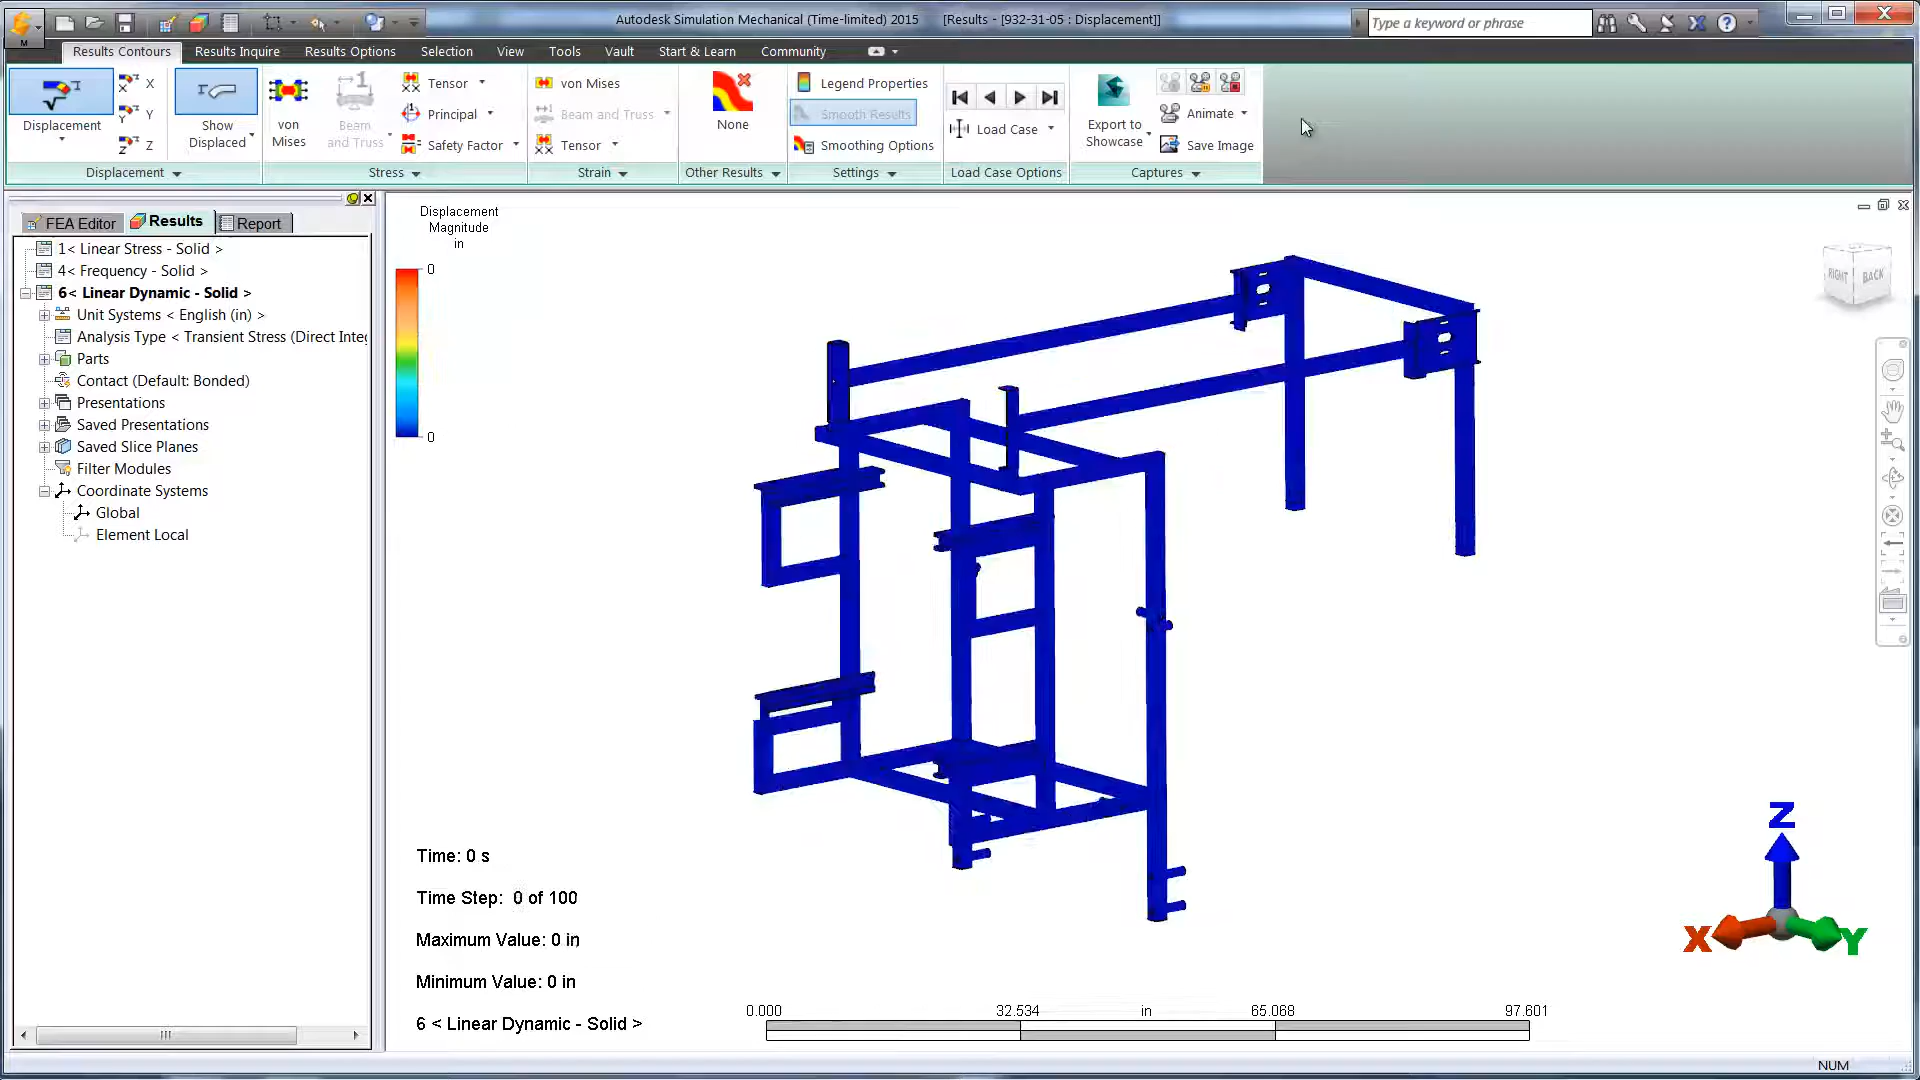 Autodesk Simulation Mechanical (Time-limited) 2015 [Results - [932-31-05 : Displacement]]
Type a keyword or phrase
M
Results Contours Results Inquire Results Options Selection View Tools Vault Start & Learn Community
Displacement
X
Y
Z
Show
Displaced
von
Mises
Beam
and Truss
Tensor
Principal
Safety Factor
von Mises
Beam and Truss
Tensor
None
Legend Properties
Smooth Results
Smoothing Options
Load Case
Export to
Showcase
Animate
Save Image
Displacement Stress Strain Other Results Settings Load Case Options Captures
FEA Editor Results Report
1< Linear Stress - Solid >
4< Frequency - Solid >
6< Linear Dynamic - Solid >
Unit Systems < English (in) >
Analysis Type < Transient Stress (Direct Inte
Parts
Contact (Default: Bonded)
Presentations
Saved Presentations
Saved Slice Planes
Filter Modules
Coordinate Systems
Global
Element Local
Displacement
Magnitude
in
0
0
RIGHT BACK
Time: 0 s
Time Step: 0 of 100
Maximum Value: 0 in
Minimum Value: 0 in
6 < Linear Dynamic - Solid >
0.000 32.534 in 65.068 97.601
Z
X
Y
NUM